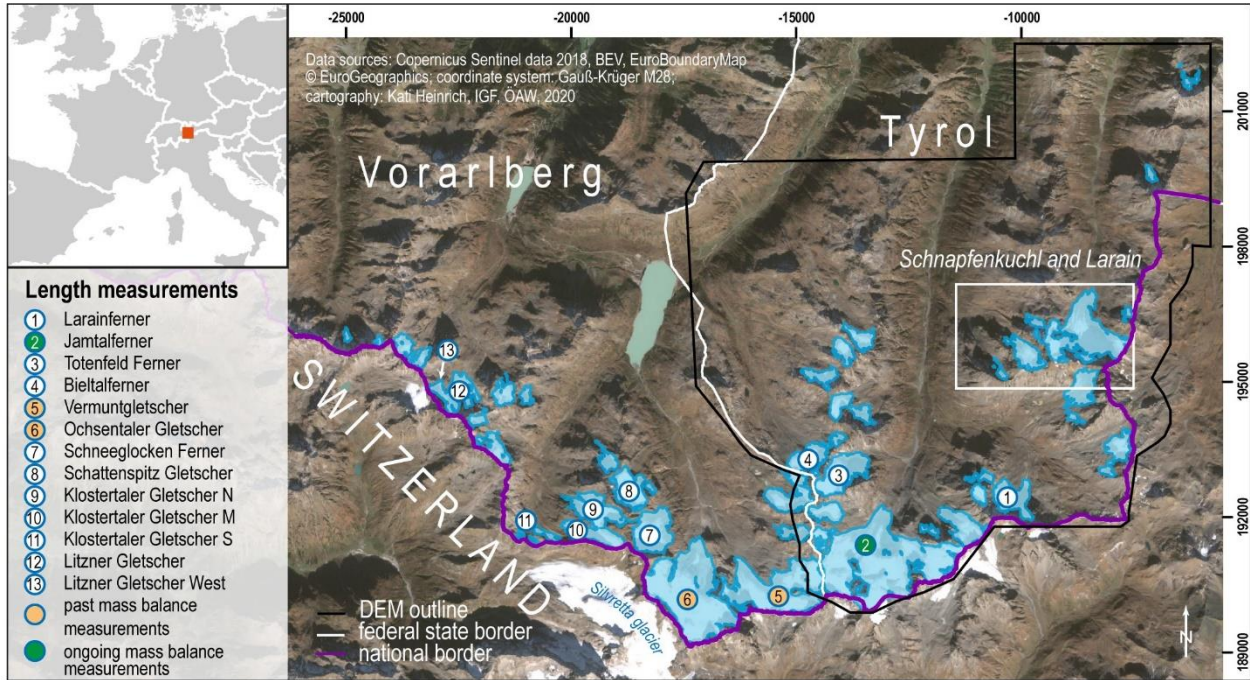 -25000
-20000
-15000
-10000
Data sources: Copernicus Sentinel data 2018, BEV, EuroBoundaryMap
© EuroGeographics; coordinate system: Gauß-Krüger M28;
cartography: Kati Heinrich, IGF, ÖAW, 2020
201000
198000
195000
192000
189000
Vorarlberg
Tyrol
Schnapfenkuchl and Larain
SWITZERLAND
Silvretta glacier
13
12
11
10
9
8
7
6
5
4
3
2
1
Length measurements
1 Larainferner
2 Jamtalferner
3 Totenfeld Ferner
4 Bieltalferner
5 Vermuntgletscher
6 Ochsentaler Gletscher
7 Schneeglocken Ferner
8 Schattenspitz Gletscher
9 Klostertaler Gletscher N
10 Klostertaler Gletscher M
11 Klostertaler Gletscher S
12 Litzner Gletscher
13 Litzner Gletscher West
past mass balance
measurements
ongoing mass balance
measurements
DEM outline
federal state border
national border
N